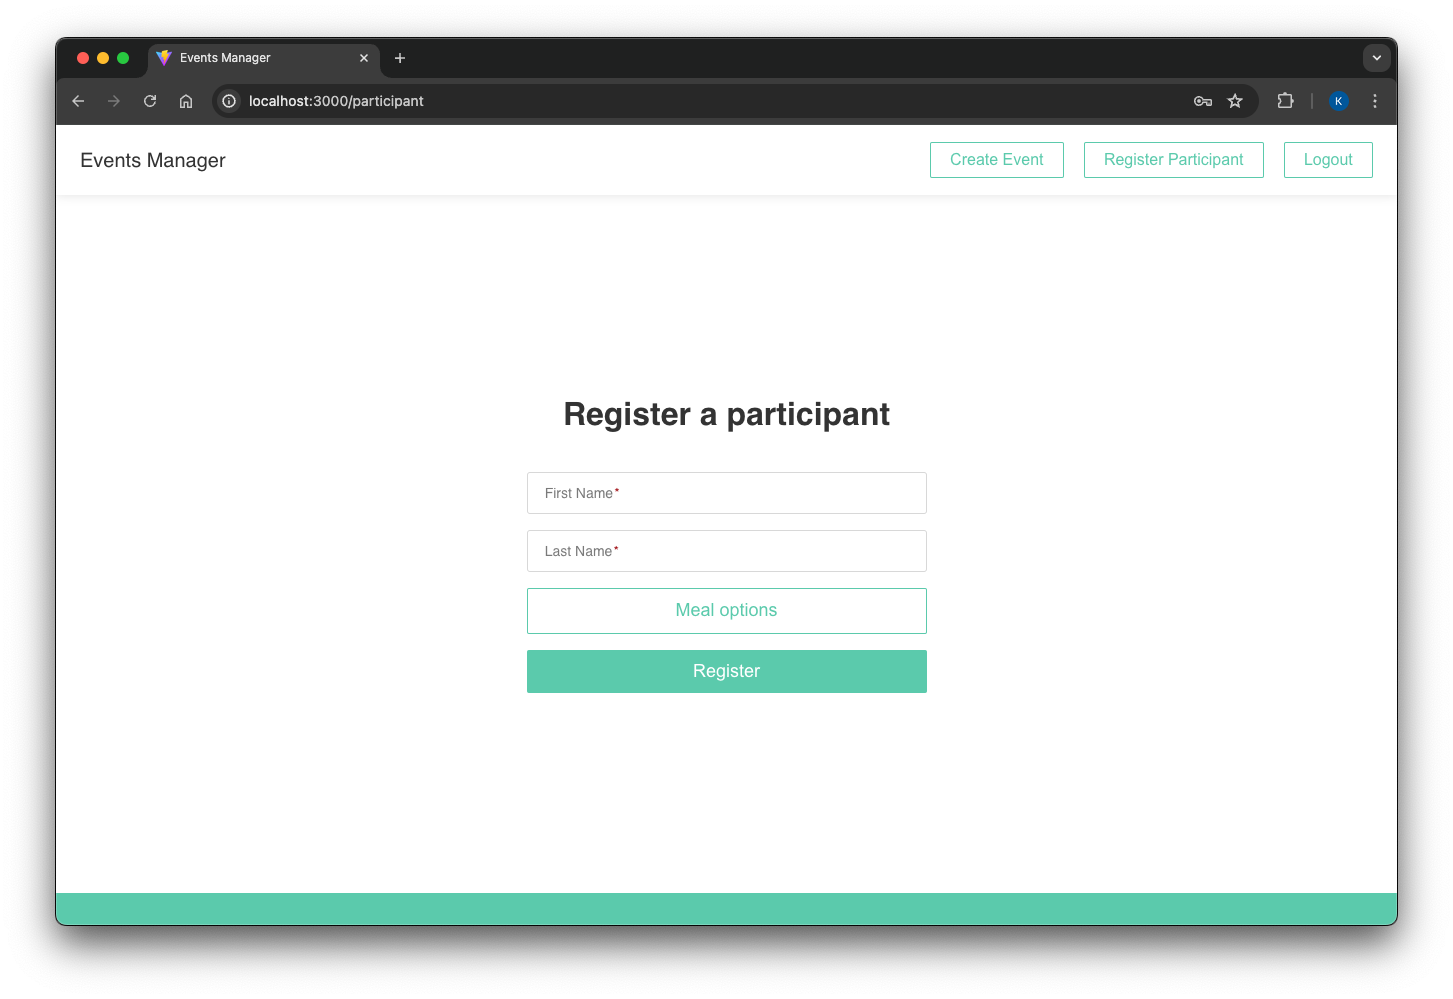 Events Manager
localhost:3000/participant
K
Events Manager
Create Event
Register Participant
Logout
Register a participant
First Name*
Last Name*
Meal options
Register